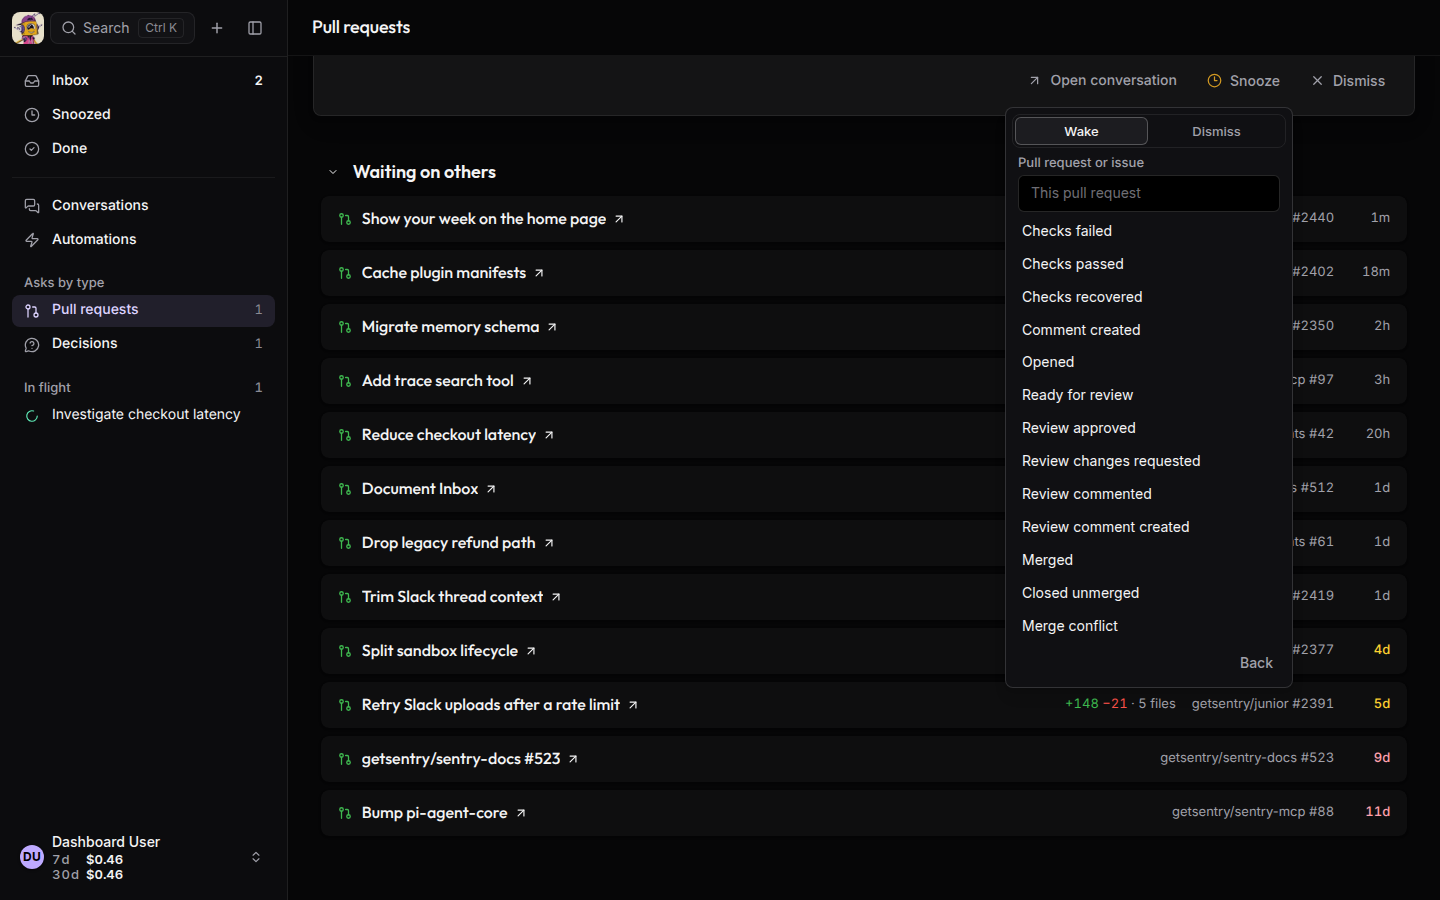 Search Ctrl K
Inbox 2
Snoozed
Done
Conversations
Automations
Asks by type
Pull requests 1
Decisions 1
In flight 1
Investigate checkout latency
DU
Dashboard User
7d $0.46
30d $0.46
Pull requests
Open conversation Snooze Dismiss
Wake Dismiss
Pull request or issue
This pull request
Checks failed
Checks passed
Checks recovered
Comment created
Opened
Ready for review
Review approved
Review changes requested
Review commented
Review comment created
Merged
Closed unmerged
Merge conflict
Back
Waiting on others
Show your week on the home page #2440 1m
Cache plugin manifests #2402 18m
Migrate memory schema #2350 2h
Add trace search tool cp #97 3h
Reduce checkout latency ts #42 20h
Document Inbox s #512 1d
Drop legacy refund path ts #61 1d
Trim Slack thread context #2419 1d
Split sandbox lifecycle #2377 4d
Retry Slack uploads after a rate limit +148 −21 · 5 files getsentry/junior #2391 5d
getsentry/sentry-docs #523 getsentry/sentry-docs #523 9d
Bump pi-agent-core getsentry/sentry-mcp #88 11d